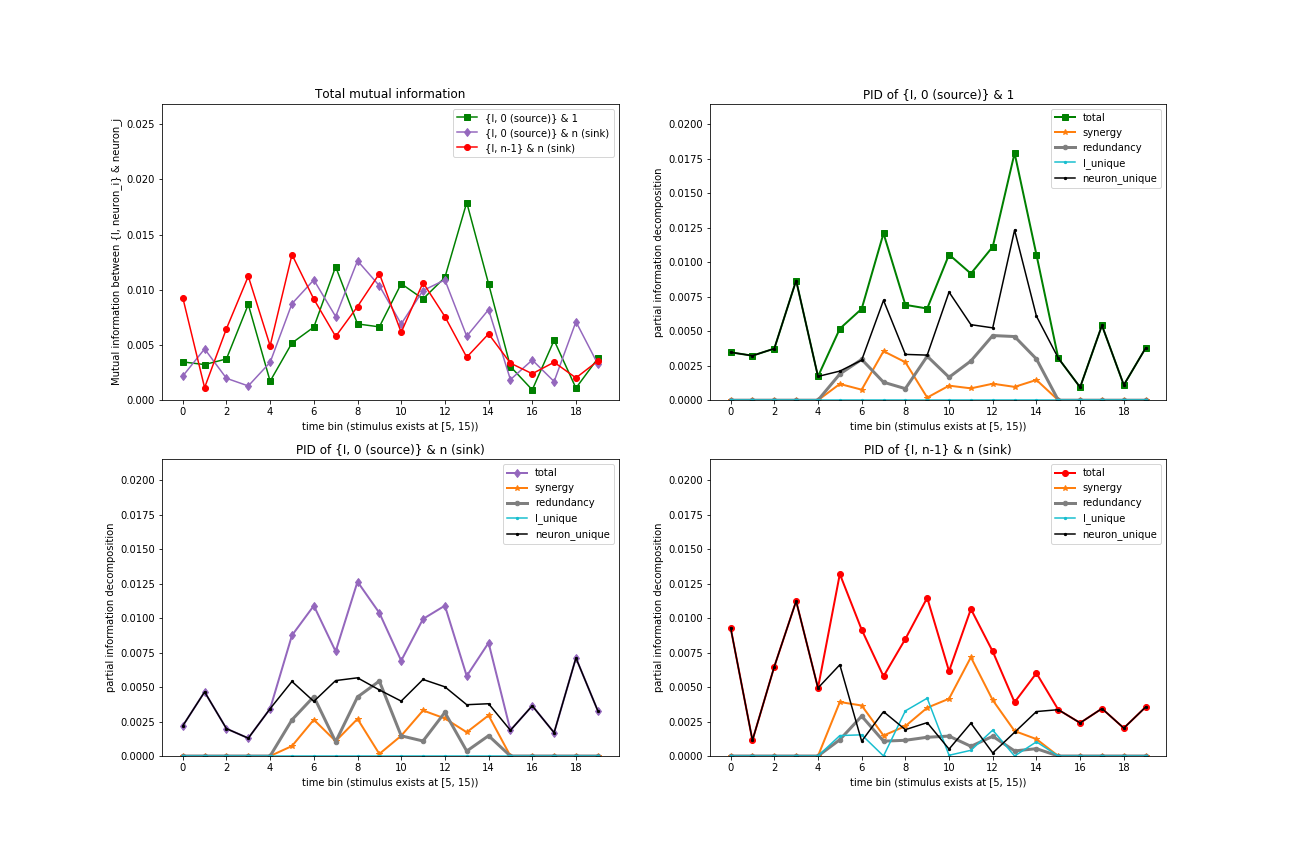 Total mutual information
Mutual information between {I, neuron_i} & neuron_j
0.025
0.020
0.015
0.010
0.005
0.000
{I, 0 (source)} & 1
{I, 0 (source)} & n (sink)
{I, n-1} & n (sink)
0 2 4 6 8 10 12 14 16 18
time bin (stimulus exists at [5, 15))
PID of {I, 0 (source)} & 1
partial information decomposition
0.0200
0.0175
0.0150
0.0125
0.0100
0.0075
0.0050
0.0025
0.0000
total
synergy
redundancy
I_unique
neuron_unique
0 2 4 6 8 10 12 14 16 18
time bin (stimulus exists at [5, 15))
PID of {I, 0 (source)} & n (sink)
partial information decomposition
0.0200
0.0175
0.0150
0.0125
0.0100
0.0075
0.0050
0.0025
0.0000
total
synergy
redundancy
I_unique
neuron_unique
0 2 4 6 8 10 12 14 16 18
time bin (stimulus exists at [5, 15))
PID of {I, n-1} & n (sink)
partial information decomposition
0.0200
0.0175
0.0150
0.0125
0.0100
0.0075
0.0050
0.0025
0.0000
total
synergy
redundancy
I_unique
neuron_unique
0 2 4 6 8 10 12 14 16 18
time bin (stimulus exists at [5, 15))